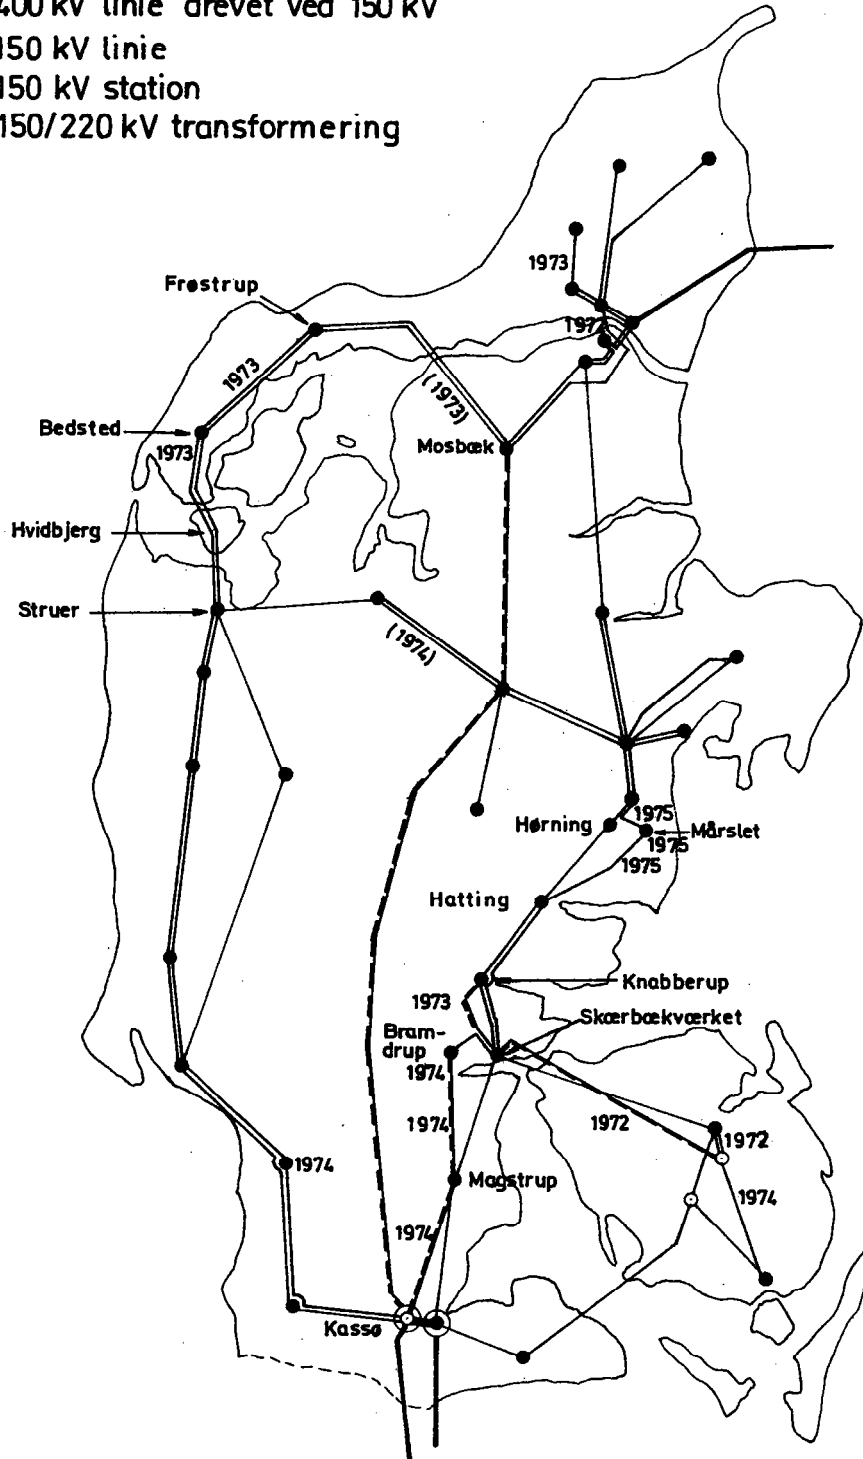 400 kV linie drevet ved 150 kV
150 kV linie
150 kV station
150/220 kV transformering
1973
Frøstrup
1972
1973
(1973)
Bedsted
1973
Mosbæk
Hvidbjerg
Struer
(1974)
Hørning
1975
Mårslet
1975
1975
Hatting
Knabberup
1973
Skærbækværket
Bram-
drup
1974
1974
1972
1972
1974
Magstrup
1974
1974
Kassø